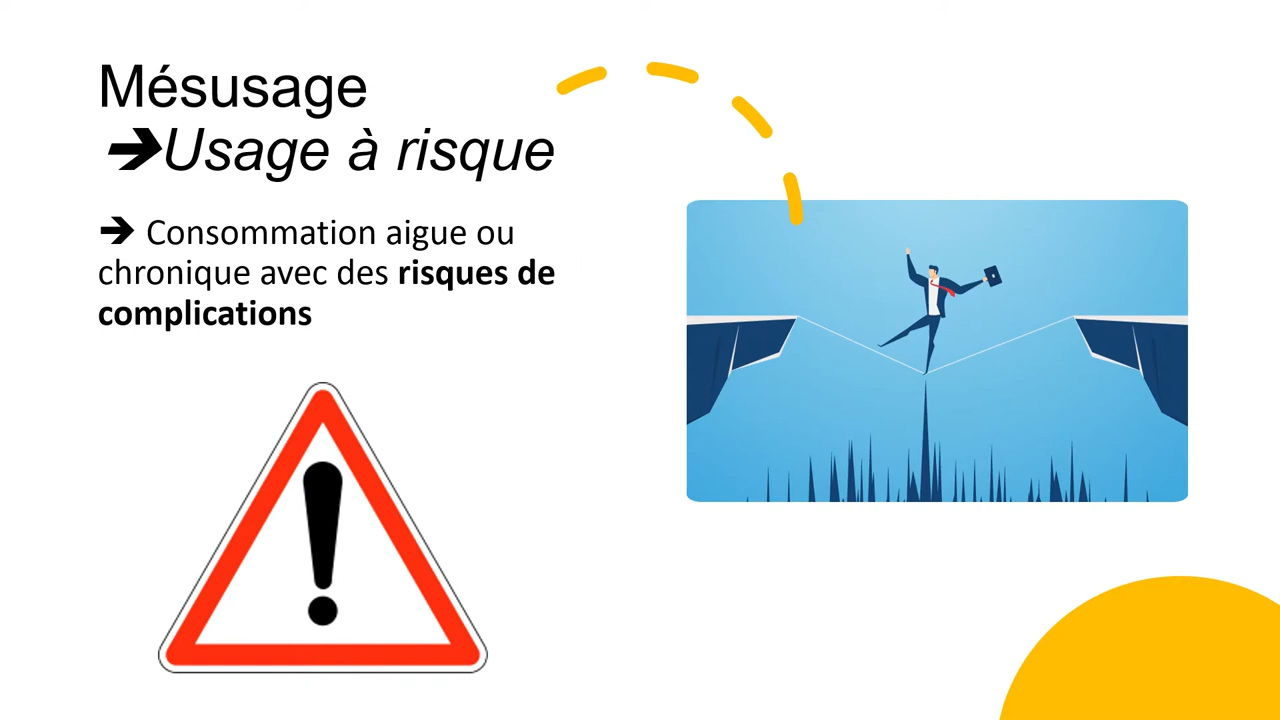 Mésusage
➔Usage à risque
➔ Consommation aigue ou
chronique avec des risques de
complications